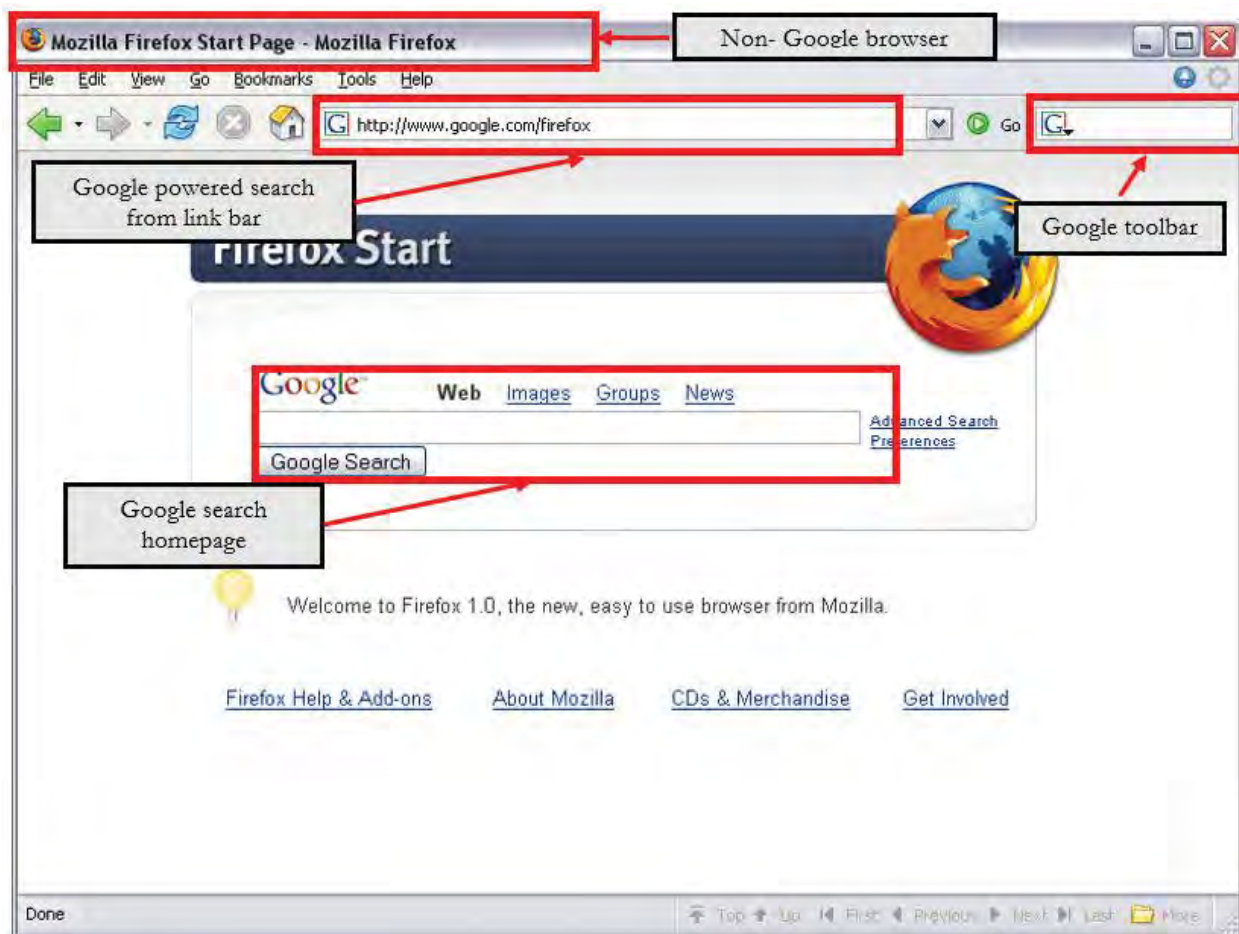 Mozilla Firefox Start Page - Mozilla Firefox
Non- Google browser
File Edit View Go Bookmarks Tools Help
http://www.google.com/firefox
Go
G
Google powered search
from link bar
Google toolbar
Firefox Start
Google
Web Images Groups News
Advanced Search
Preferences
Google Search
Google search
homepage
Welcome to Firefox 1.0, the new, easy to use browser from Mozilla.
Firefox Help & Add-ons About Mozilla CDs & Merchandise Get Involved
Done
Top Up First Previous Next Last More